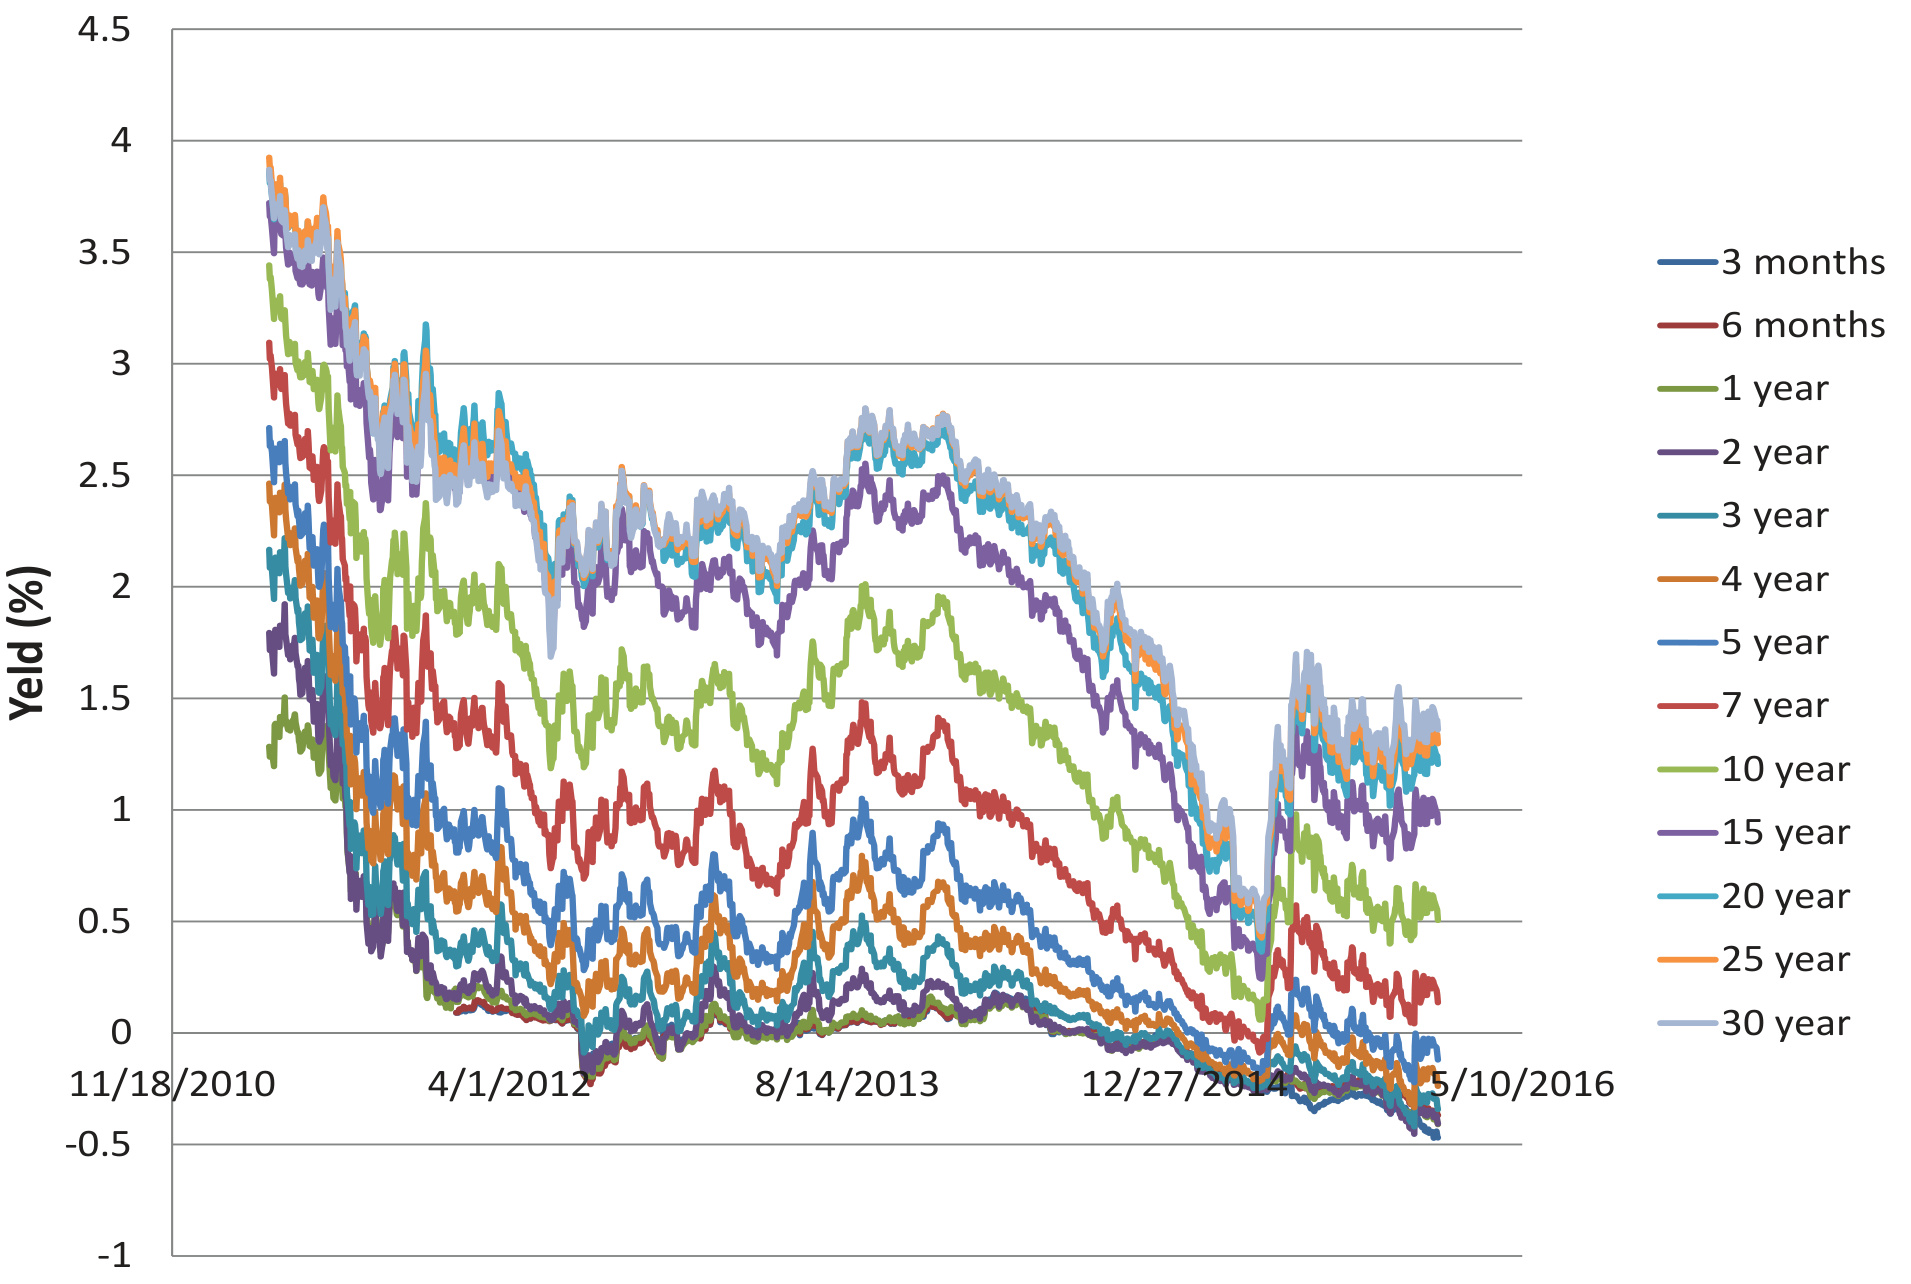 4.5
4
3.5
3
2.5
2
1.5
1
0.5
0
-0.5
-1
Yeld (%)
11/18/2010
4/1/2012
8/14/2013
12/27/2014
5/10/2016
3 months
6 months
1 year
2 year
3 year
4 year
5 year
7 year
10 year
15 year
20 year
25 year
30 year